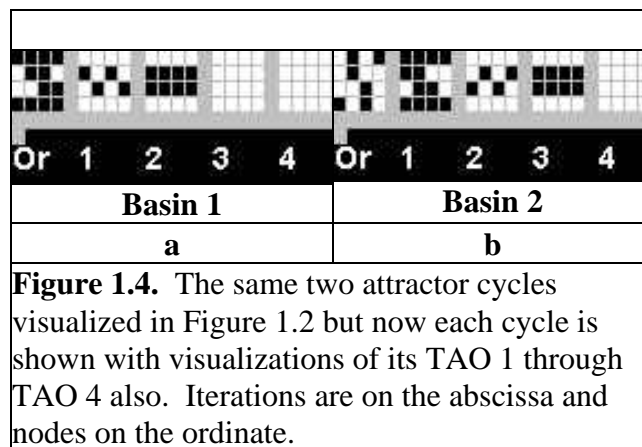 Or 1 2 3 4 Or 1 2 3 4
Basin 1 Basin 2
a b
Figure 1.4. The same two attractor cycles
visualized in Figure 1.2 but now each cycle is
shown with visualizations of its TAO 1 through
TAO 4 also. Iterations are on the abscissa and
nodes on the ordinate.